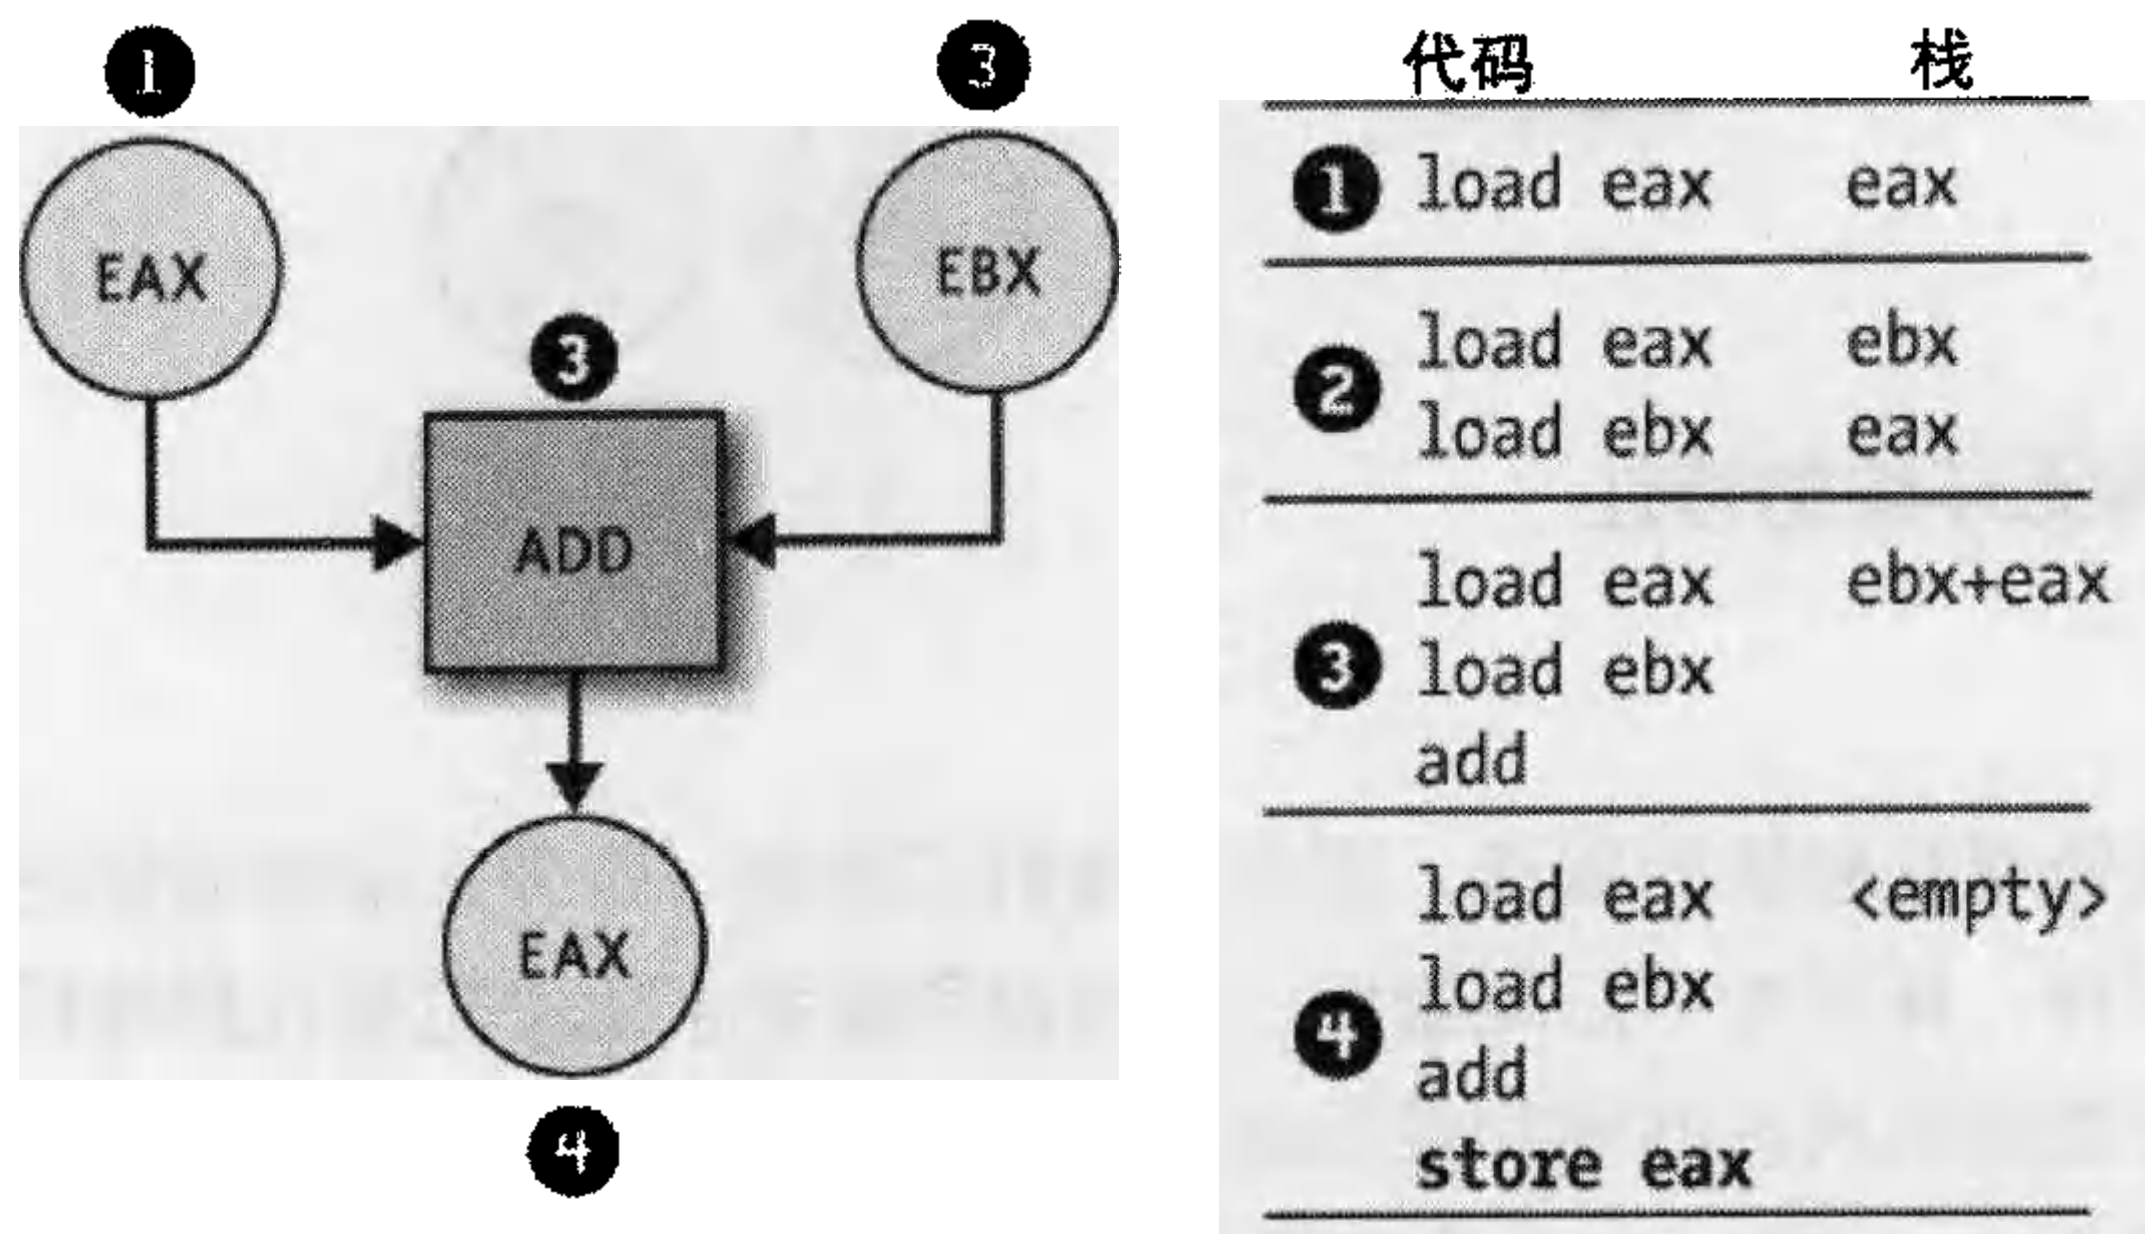 1
3
EAX
EBX
3
ADD
EAX
4
代码 栈
1 load eax eax
load eax ebx
2
load ebx eax
load eax ebx+eax
3 load ebx
add
load eax <empty>
load ebx
4
add
store eax